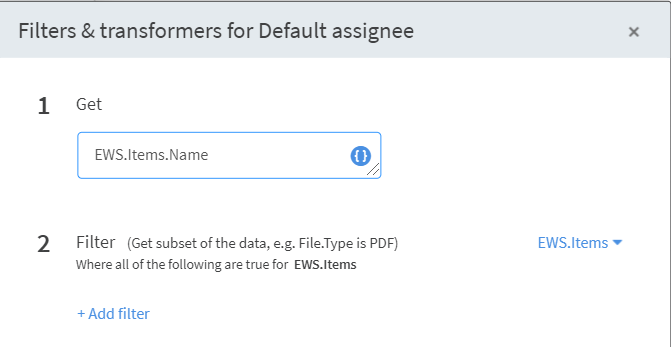 Filters & transformers for Default assignee ×
1 Get
EWS.Items.Name {}
2 Filter (Get subset of the data, e.g. File.Type is PDF) EWS.Items
Where all of the following are true for EWS.Items
+ Add filter